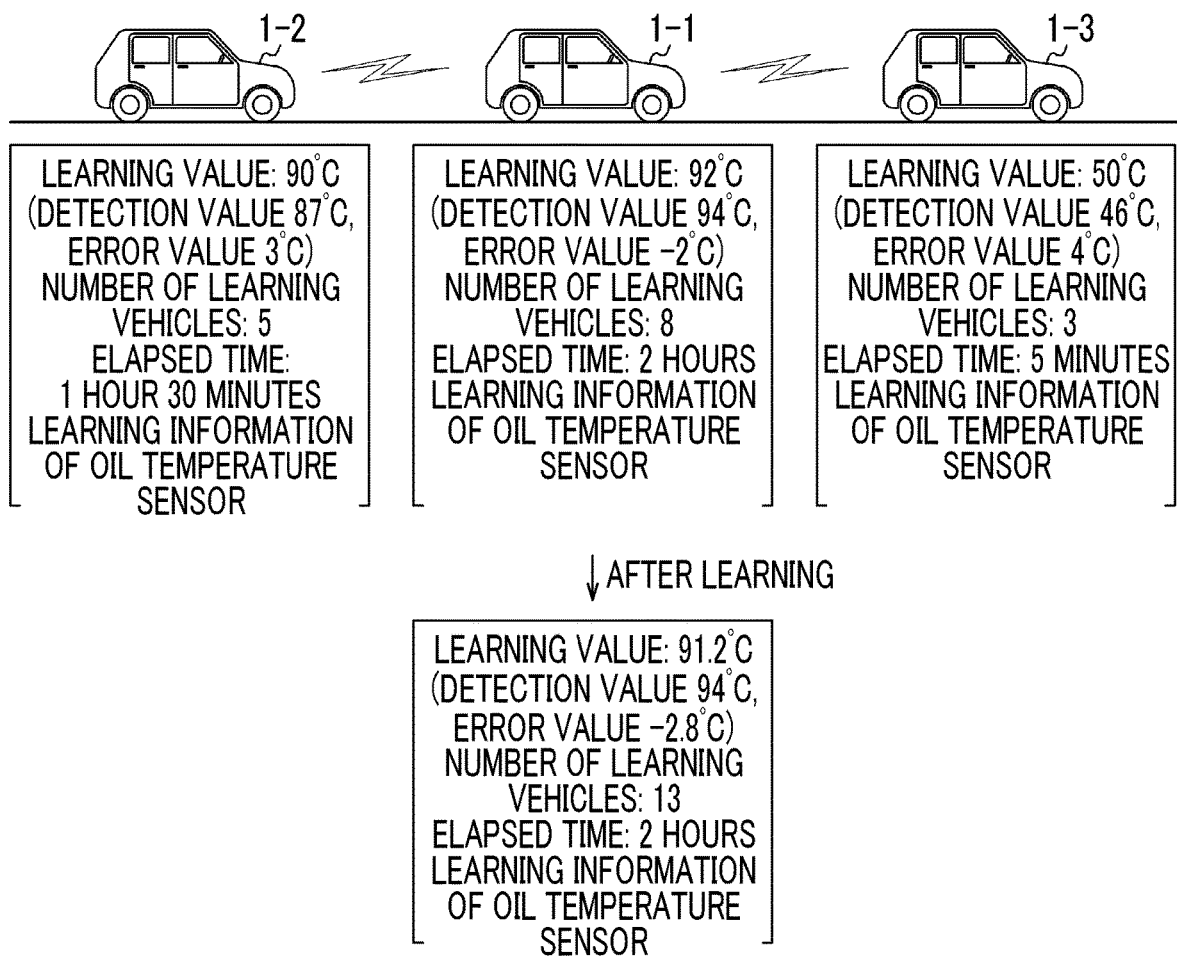 1-2
1-1
1-3
LEARNING VALUE: 90°C
(DETECTION VALUE 87°C,
ERROR VALUE 3°C)
NUMBER OF LEARNING
VEHICLES: 5
ELAPSED TIME:
1 HOUR 30 MINUTES
LEARNING INFORMATION
OF OIL TEMPERATURE
SENSOR
LEARNING VALUE: 92°C
(DETECTION VALUE 94°C,
ERROR VALUE -2°C)
NUMBER OF LEARNING
VEHICLES: 8
ELAPSED TIME: 2 HOURS
LEARNING INFORMATION
OF OIL TEMPERATURE
SENSOR
LEARNING VALUE: 50°C
(DETECTION VALUE 46°C,
ERROR VALUE 4°C)
NUMBER OF LEARNING
VEHICLES: 3
ELAPSED TIME: 5 MINUTES
LEARNING INFORMATION
OF OIL TEMPERATURE
SENSOR
AFTER LEARNING
LEARNING VALUE: 91.2°C
(DETECTION VALUE 94°C,
ERROR VALUE -2.8°C)
NUMBER OF LEARNING
VEHICLES: 13
ELAPSED TIME: 2 HOURS
LEARNING INFORMATION
OF OIL TEMPERATURE
SENSOR